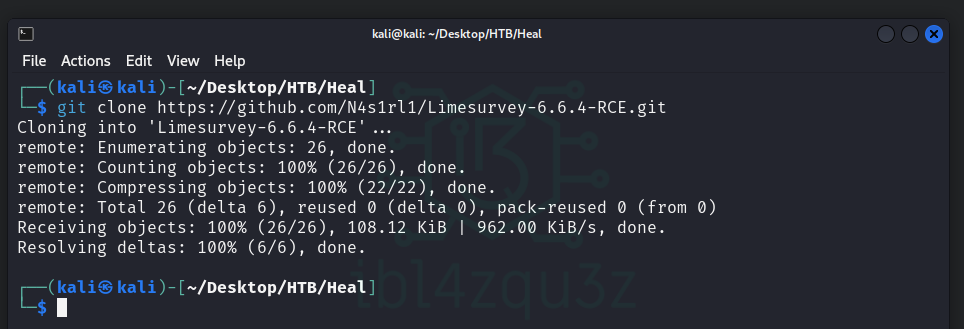 kali@kali: ~/Desktop/HTB/Heal
File Actions Edit View Help
┌──(kali㉿kali)-[~/Desktop/HTB/Heal]
└─$ git clone https://github.com/N4s1rl1/Limesurvey-6.6.4-RCE.git
Cloning into 'Limesurvey-6.6.4-RCE'...
remote: Enumerating objects: 26, done.
remote: Counting objects: 100% (26/26), done.
remote: Compressing objects: 100% (22/22), done.
remote: Total 26 (delta 6), reused 0 (delta 0), pack-reused 0 (from 0)
Receiving objects: 100% (26/26), 108.12 KiB | 962.00 KiB/s, done.
Resolving deltas: 100% (6/6), done.
┌──(kali㉿kali)-[~/Desktop/HTB/Heal]
└─$
ibl4zqu3z